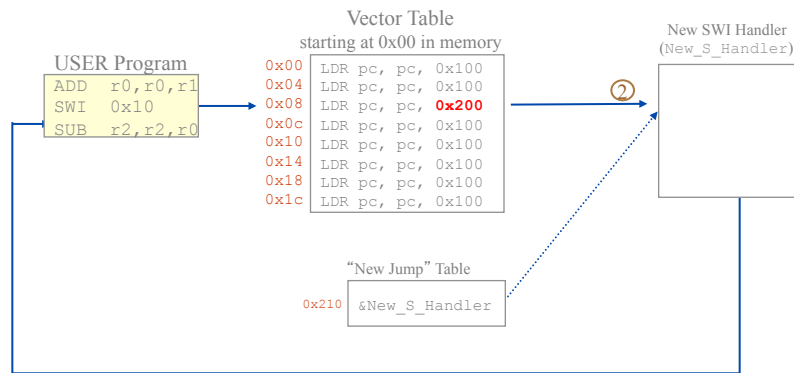 Vector Table
starting at 0x00 in memory
New SWI Handler
(New_S_Handler)
USER Program
ADD r0,r0,r1
SWI 0x10
SUB r2,r2,r0
0x00 LDR pc, pc, 0x100
0x04 LDR pc, pc, 0x100
0x08 LDR pc, pc, 0x200
0x0c LDR pc, pc, 0x100
0x10 LDR pc, pc, 0x100
0x14 LDR pc, pc, 0x100
0x18 LDR pc, pc, 0x100
0x1c LDR pc, pc, 0x100
2
“New Jump” Table
0x210 &New_S_Handler